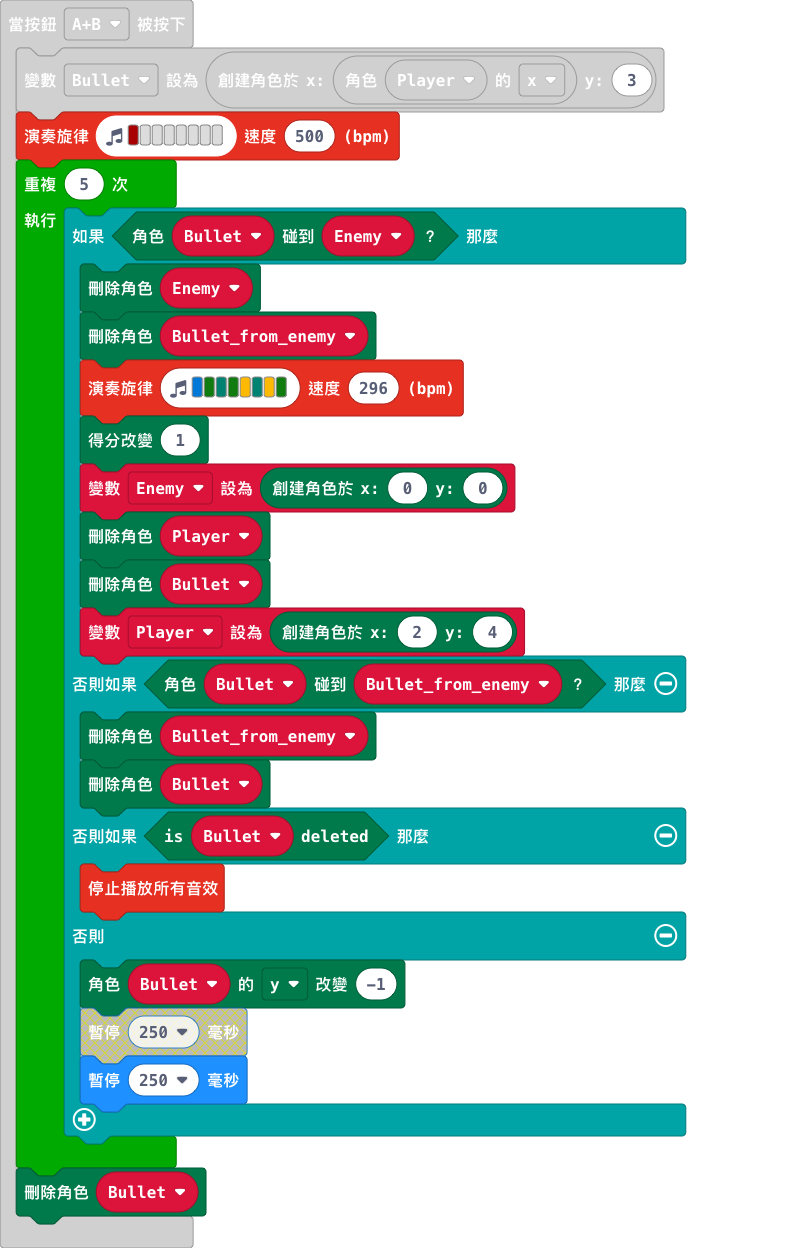 當按鈕 A+B 被按下
變數 Bullet 設為 創建角色於 x: 角色 Player 的 x y: 3
演奏旋律 速度 500 (bpm)
重複 5 次
執行
如果 角色 Bullet 碰到 Enemy ? 那麼
刪除角色 Enemy
刪除角色 Bullet_from_enemy
演奏旋律 速度 296 (bpm)
得分改變 1
變數 Enemy 設為 創建角色於 x: 0 y: 0
刪除角色 Player
刪除角色 Bullet
變數 Player 設為 創建角色於 x: 2 y: 4
否則如果 角色 Bullet 碰到 Bullet_from_enemy ? 那麼
刪除角色 Bullet_from_enemy
刪除角色 Bullet
否則如果 is Bullet deleted 那麼
停止播放所有音效
否則
角色 Bullet 的 y 改變 -1
暫停 250 毫秒
暫停 250 毫秒
刪除角色 Bullet